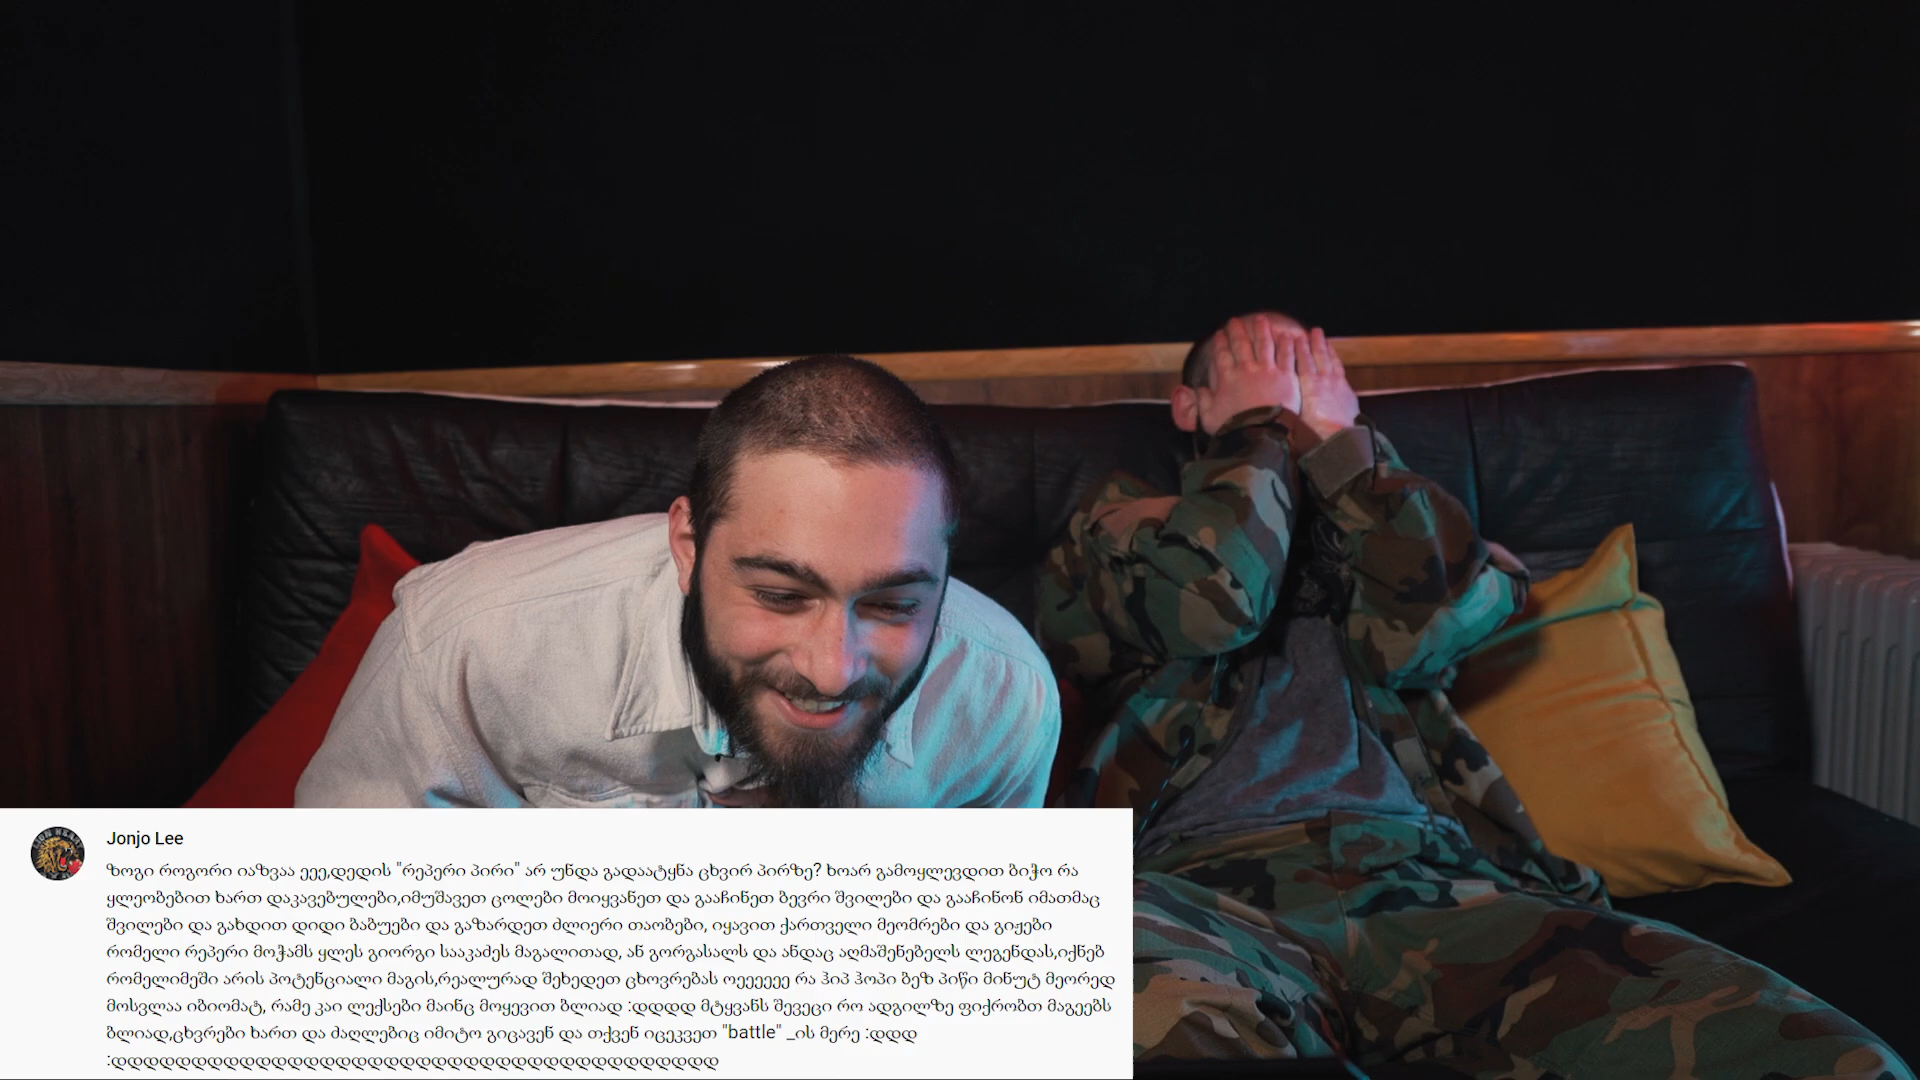 Jonjo Lee
ზოგი როგორი იაზვაა ეეე,დედის "რეპერი პირი" არ უნდა გადაატყნა ცხვირ პირზე? ხოარ გამოყლევდით ბიჭო რა
ყლეობებით ხართ დაკავებულები,იმუშავეთ ცოლები მოიყვანეთ და გააჩინეთ ბევრი შვილები და გააჩინონ იმათმაც
შვილები და გახდით დიდი ბაბუები და გაზარდეთ ძლიერი თაობები, იყავით ქართველი მეომრები და გიჟები
რომელი რეპერი მოჭამს ყლეს გიორგი სააკაძეს მაგალითად, ან გორგასალს და ანდაც აღმაშენებელს ლეგენდას,იქნებ
რომელიმეში არის პოტენციალი მაგის,რეალურად შეხედეთ ცხოვრებას ოეეეეეე რა ჰიპ ჰოპი ბეზ პიწი მინუტ მეორედ
მოსვლაა იბიომატ, რამე კაი ლექსები მაინც მოყევით ბლიად :დდდდ მტყვანს შევეცი რო ადგილზე ფიქრობთ მაგეებს
ბლიად,ცხვრები ხართ და ძაღლებიც იმიტო გიცავენ და თქვენ იცეკვეთ "battle" _ის მერე :დდდ
:დდდდდდდდდდდდდდდდდდდდდდდდდდდდდდდდდდდდდდ